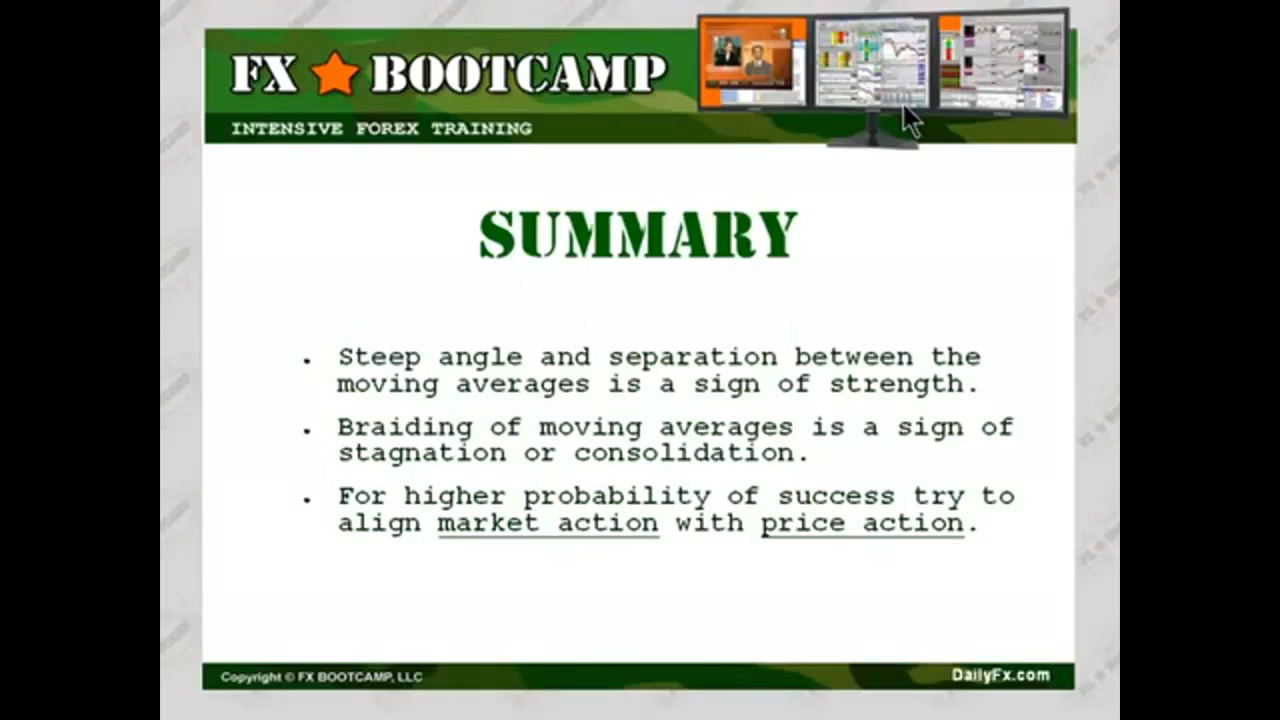 FX BOOTCAMP
INTENSIVE FOREX TRAINING
SUMMARY
. Steep angle and separation between the
moving averages is a sign of strength.
. Braiding of moving averages is a sign of
stagnation or consolidation.
. For higher probability of success try to
align market action with price action.
Copyright © FX BOOTCAMP, LLC
DailyFx.com